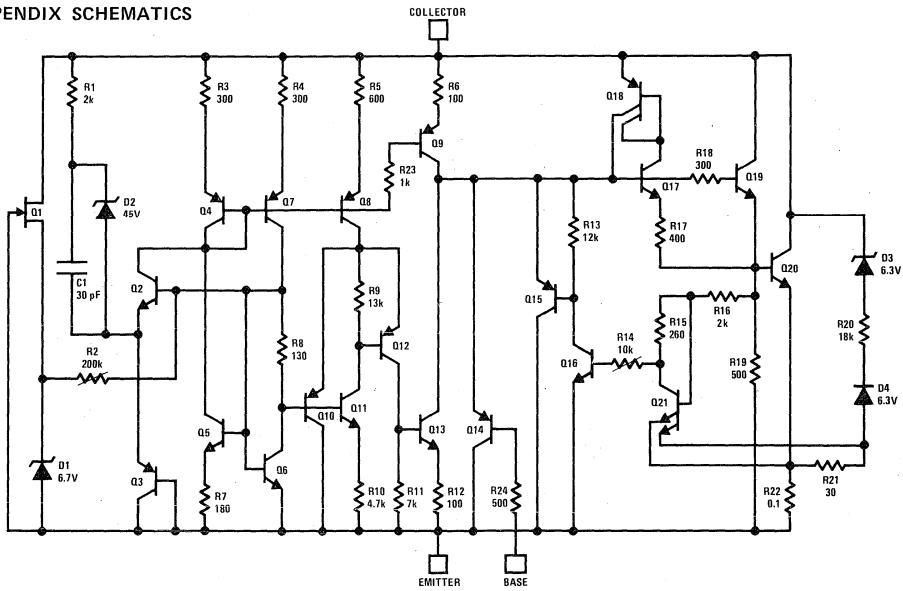 PENDIX SCHEMATICS
COLLECTOR
R1
2k
R3
300
R4
300
R5
600
R6
100
Q18
Q9
R23
1k
R18
300
Q17
Q19
D2
45V
Q1
Q4
Q7
Q8
R13
12k
R17
400
C1
30 pF
Q2
R9
13k
Q15
Q20
D3
6.3V
R2
200k
R8
130
Q12
R14
10k
R15
260
R16
2k
R20
18k
Q16
R19
500
D4
6.3V
Q5
Q10
Q11
Q13
Q14
Q21
D1
6.7V
Q3
Q6
R7
180
R10
4.7k
R11
7k
R12
100
R24
500
R21
30
R22
0.1
EMITTER
BASE